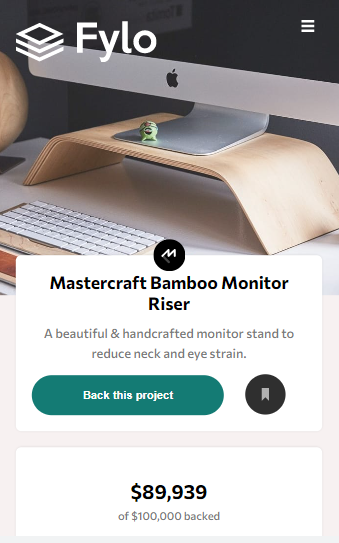 Fylo
Mastercraft Bamboo Monitor
Riser
A beautiful & handcrafted monitor stand to
reduce neck and eye strain.
Back this project
$89,939
of $100,000 backed